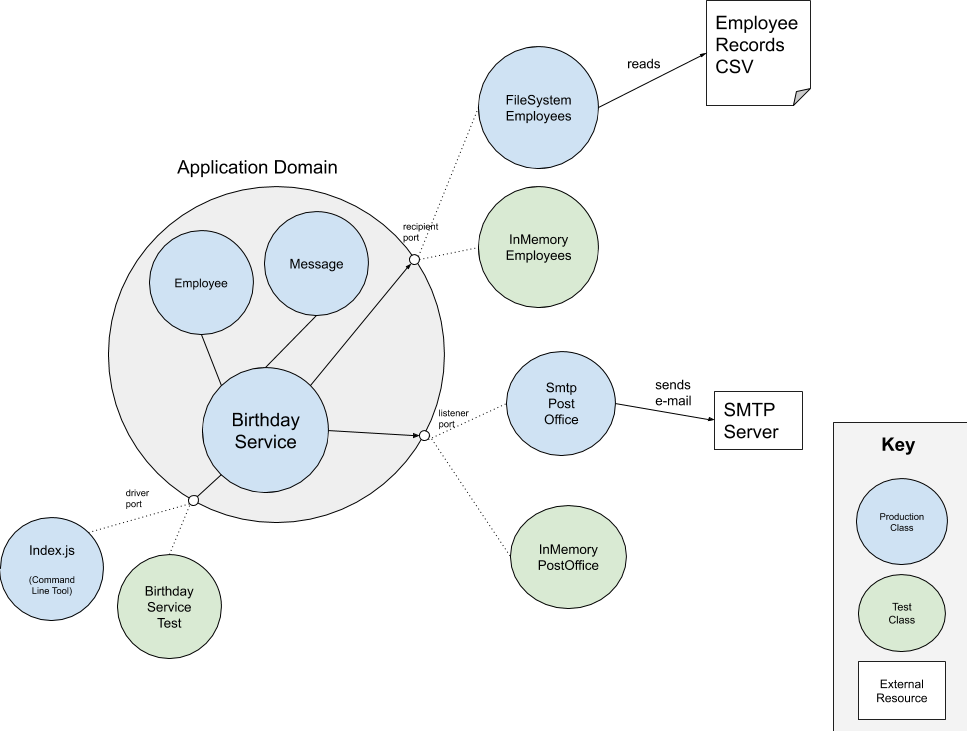 Employee
Records
CSV
reads
FileSystem
Employees
Application Domain
recipient
port
InMemory
Employees
Message
Employee
Smtp
Post
Office
sends
e-mail
SMTP
Server
listener
port
Birthday
Service
Key
driver
port
Production
Class
Index.js
(Command
Line Tool)
InMemory
PostOffice
Birthday
Service
Test
Test
Class
External
Resource